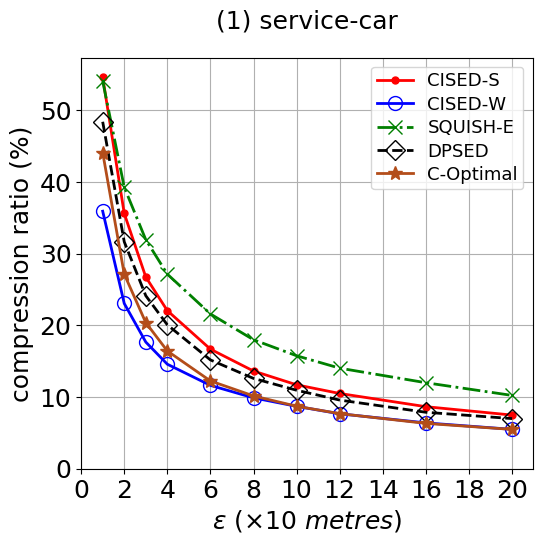 (1) service-car
compression ratio (%)
50
40
30
20
10
0
CISED-S
CISED-W
SQUISH-E
DPSED
C-Optimal
0 2 4 6 8 10 12 14 16 18 20
ε (×10 metres)